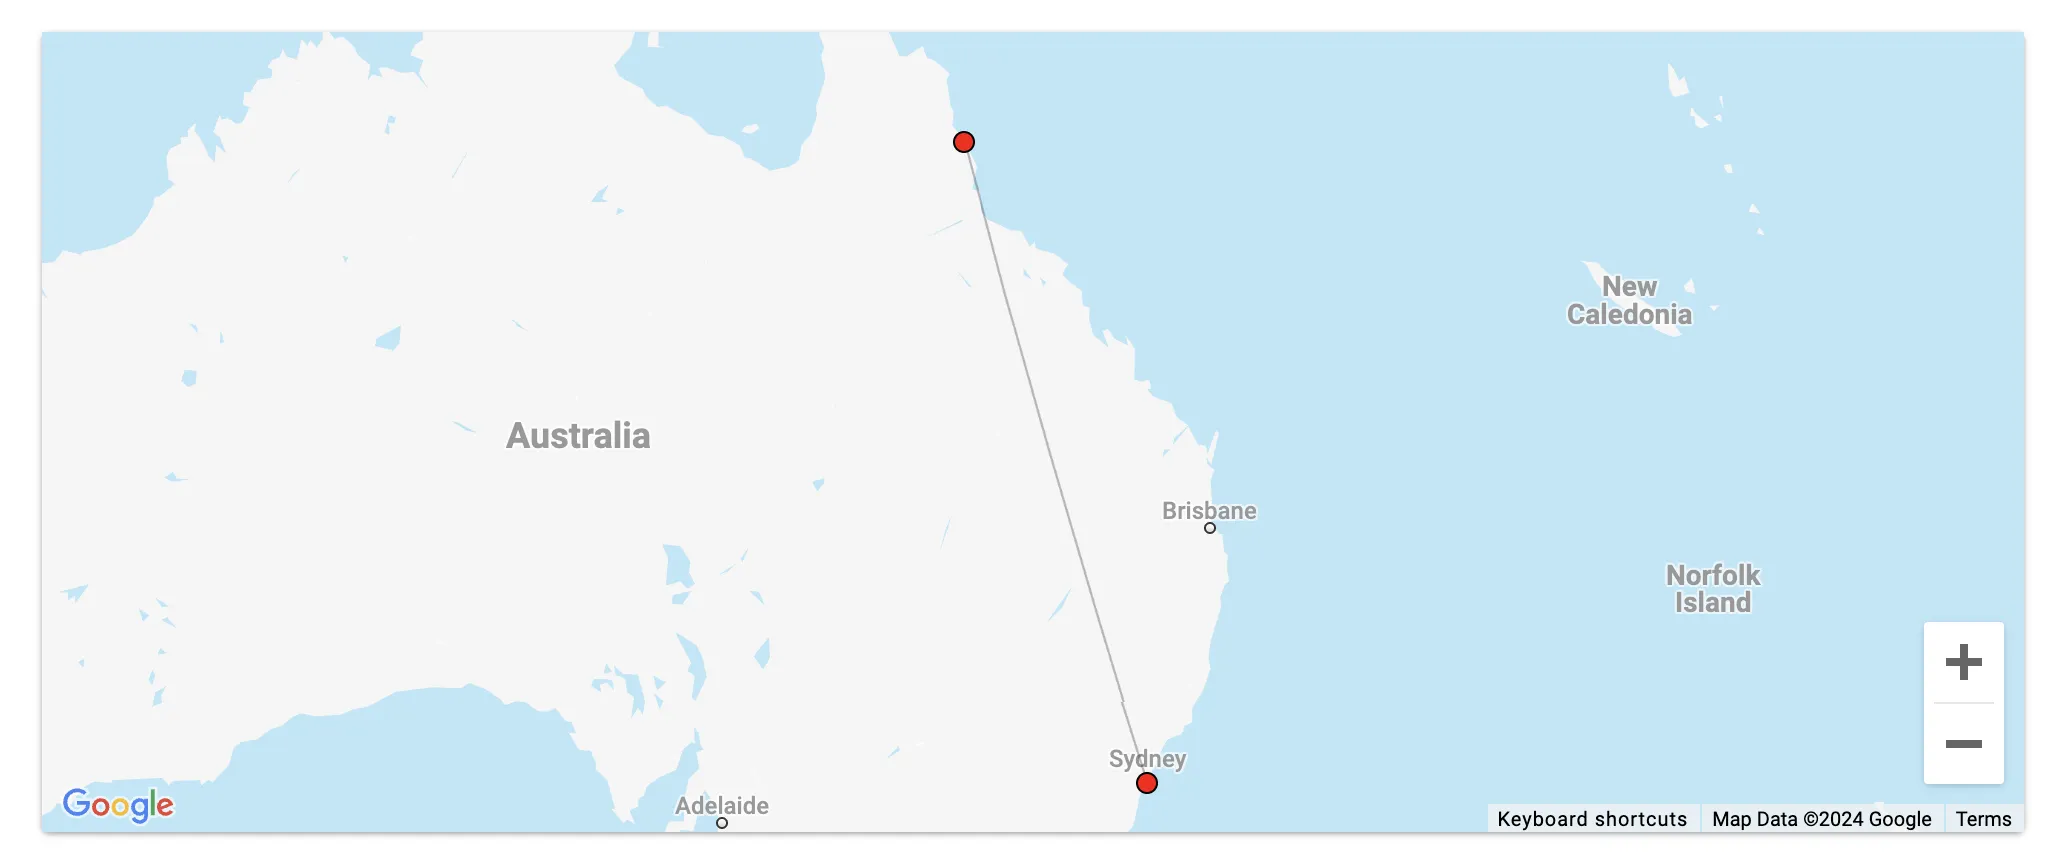 New
Caledonia
Australia
Brisbane
Norfolk
Island
Sydney
Adelaide
Google
Keyboard shortcuts
Map Data ©2024 Google
Terms